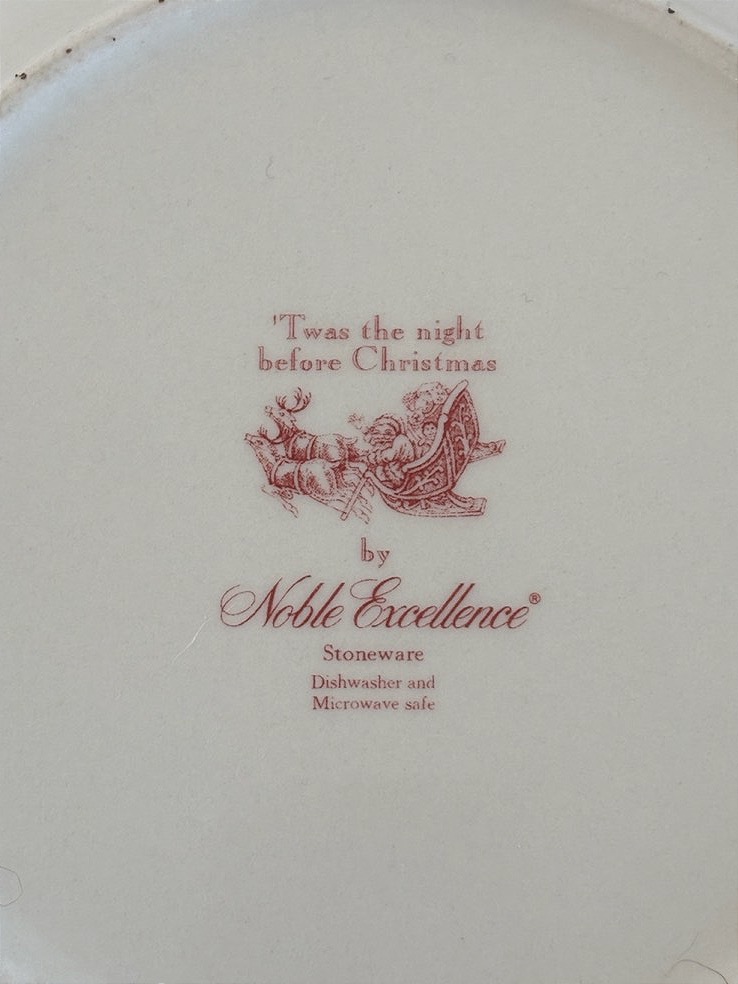 'Twas the night
before Christmas
by
Noble Excellence®
Stoneware
Dishwasher and
Microwave safe